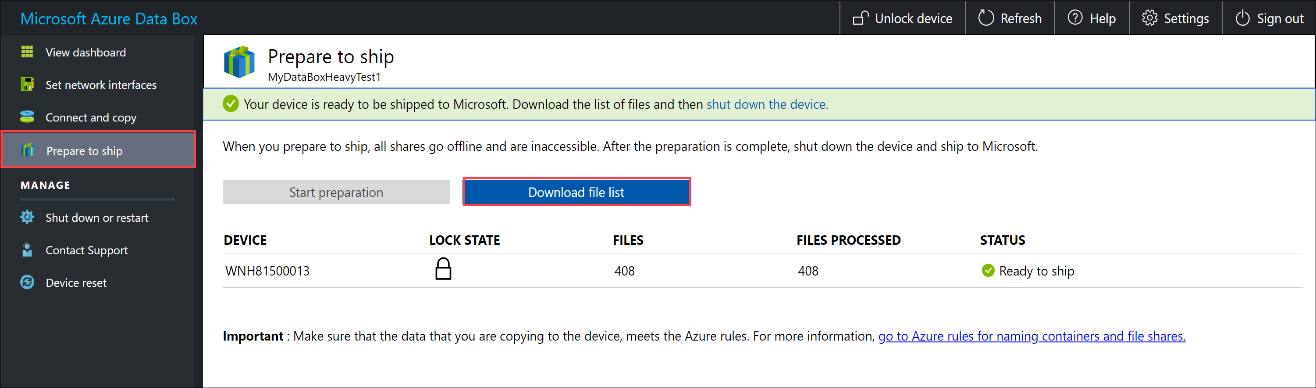 Microsoft Azure Data Box
Unlock device
Refresh
Help
Settings
Sign out
View dashboard
Set network interfaces
Connect and copy
Prepare to ship
MANAGE
Shut down or restart
Contact Support
Device reset
Prepare to ship
MyDataBoxHeavyTest1
Your device is ready to be shipped to Microsoft. Download the list of files and then shut down the device.
When you prepare to ship, all shares go offline and are inaccessible. After the preparation is complete, shut down the device and ship to Microsoft.
Start preparation
Download file list
DEVICE LOCK STATE FILES FILES PROCESSED STATUS
WNH81500013 408 408 Ready to ship
Important : Make sure that the data that you are copying to the device, meets the Azure rules. For more information, go to Azure rules for naming containers and file shares.